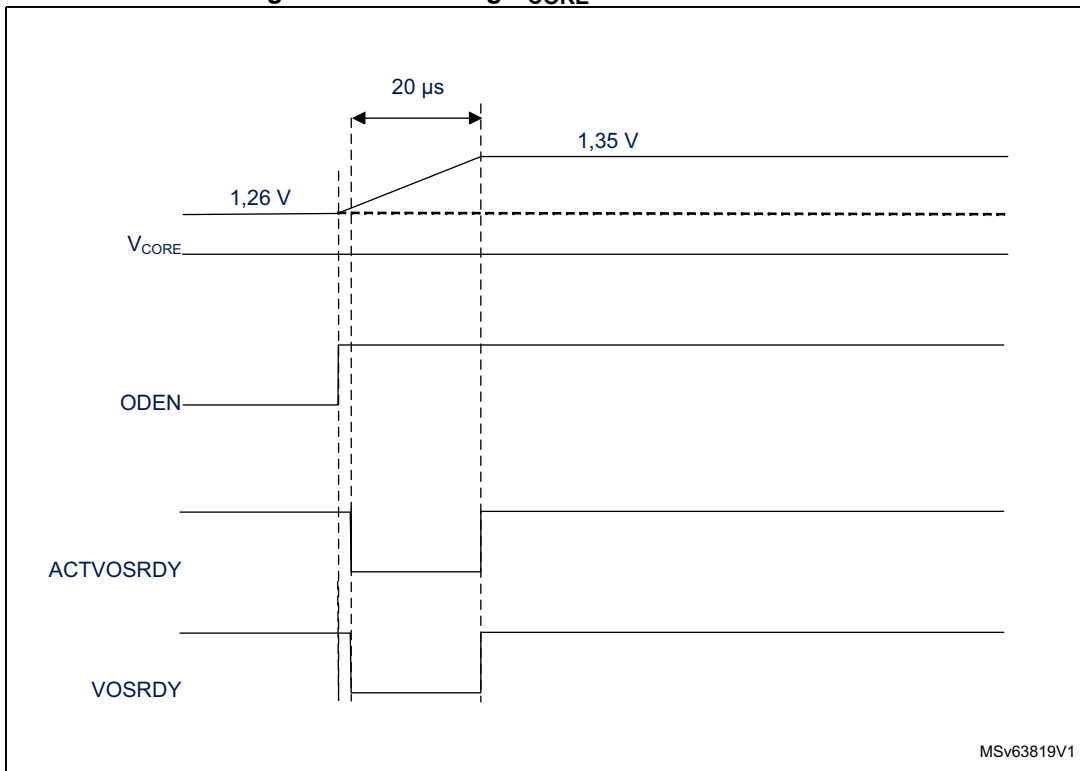 20 µs
1,35 V
1,26 V
VCORE
ODEN
ACTVOSRDY
VOSRDY
MSv63819V1